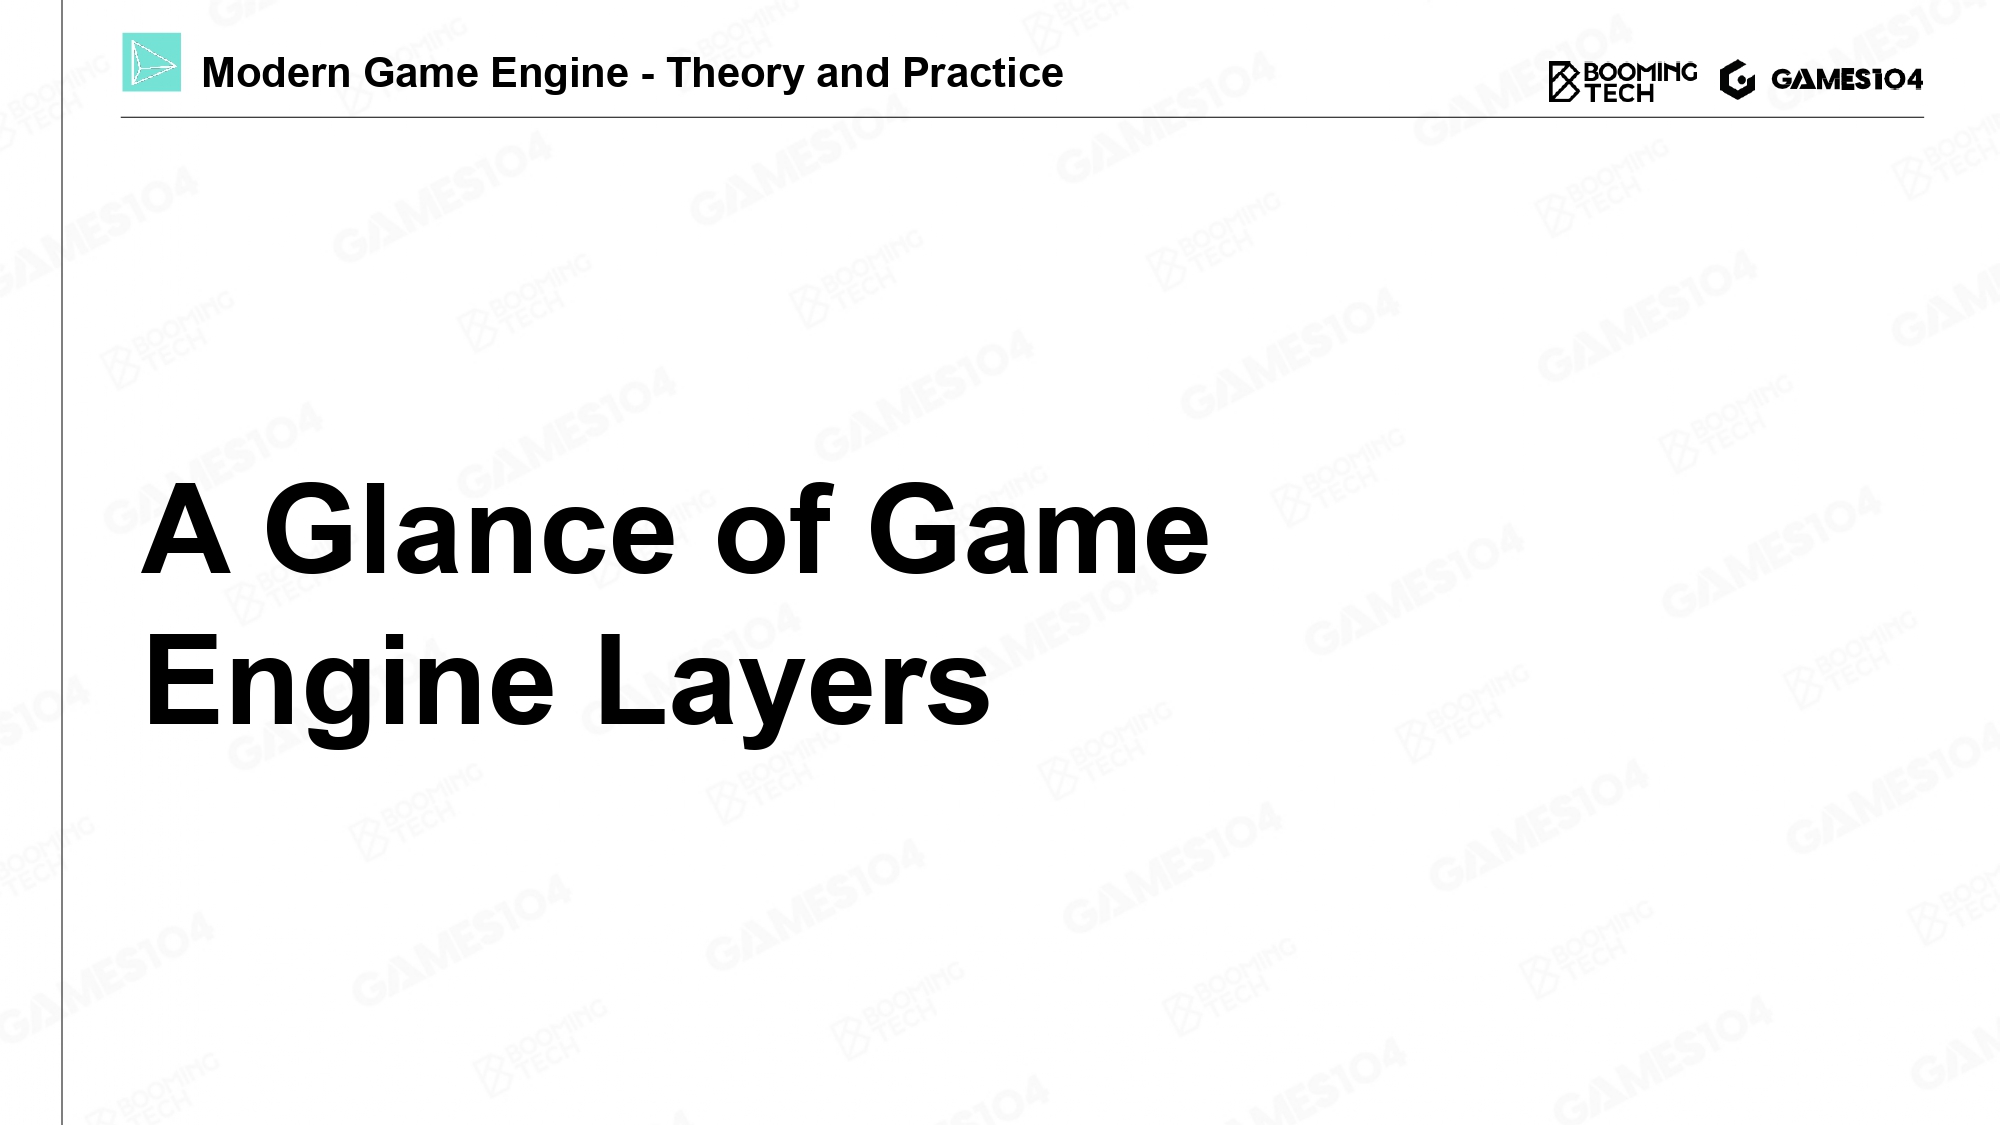 Modern Game Engine - Theory and Practice
BOOMING
TECH
GAMES104
A Glance of Game
Engine Layers